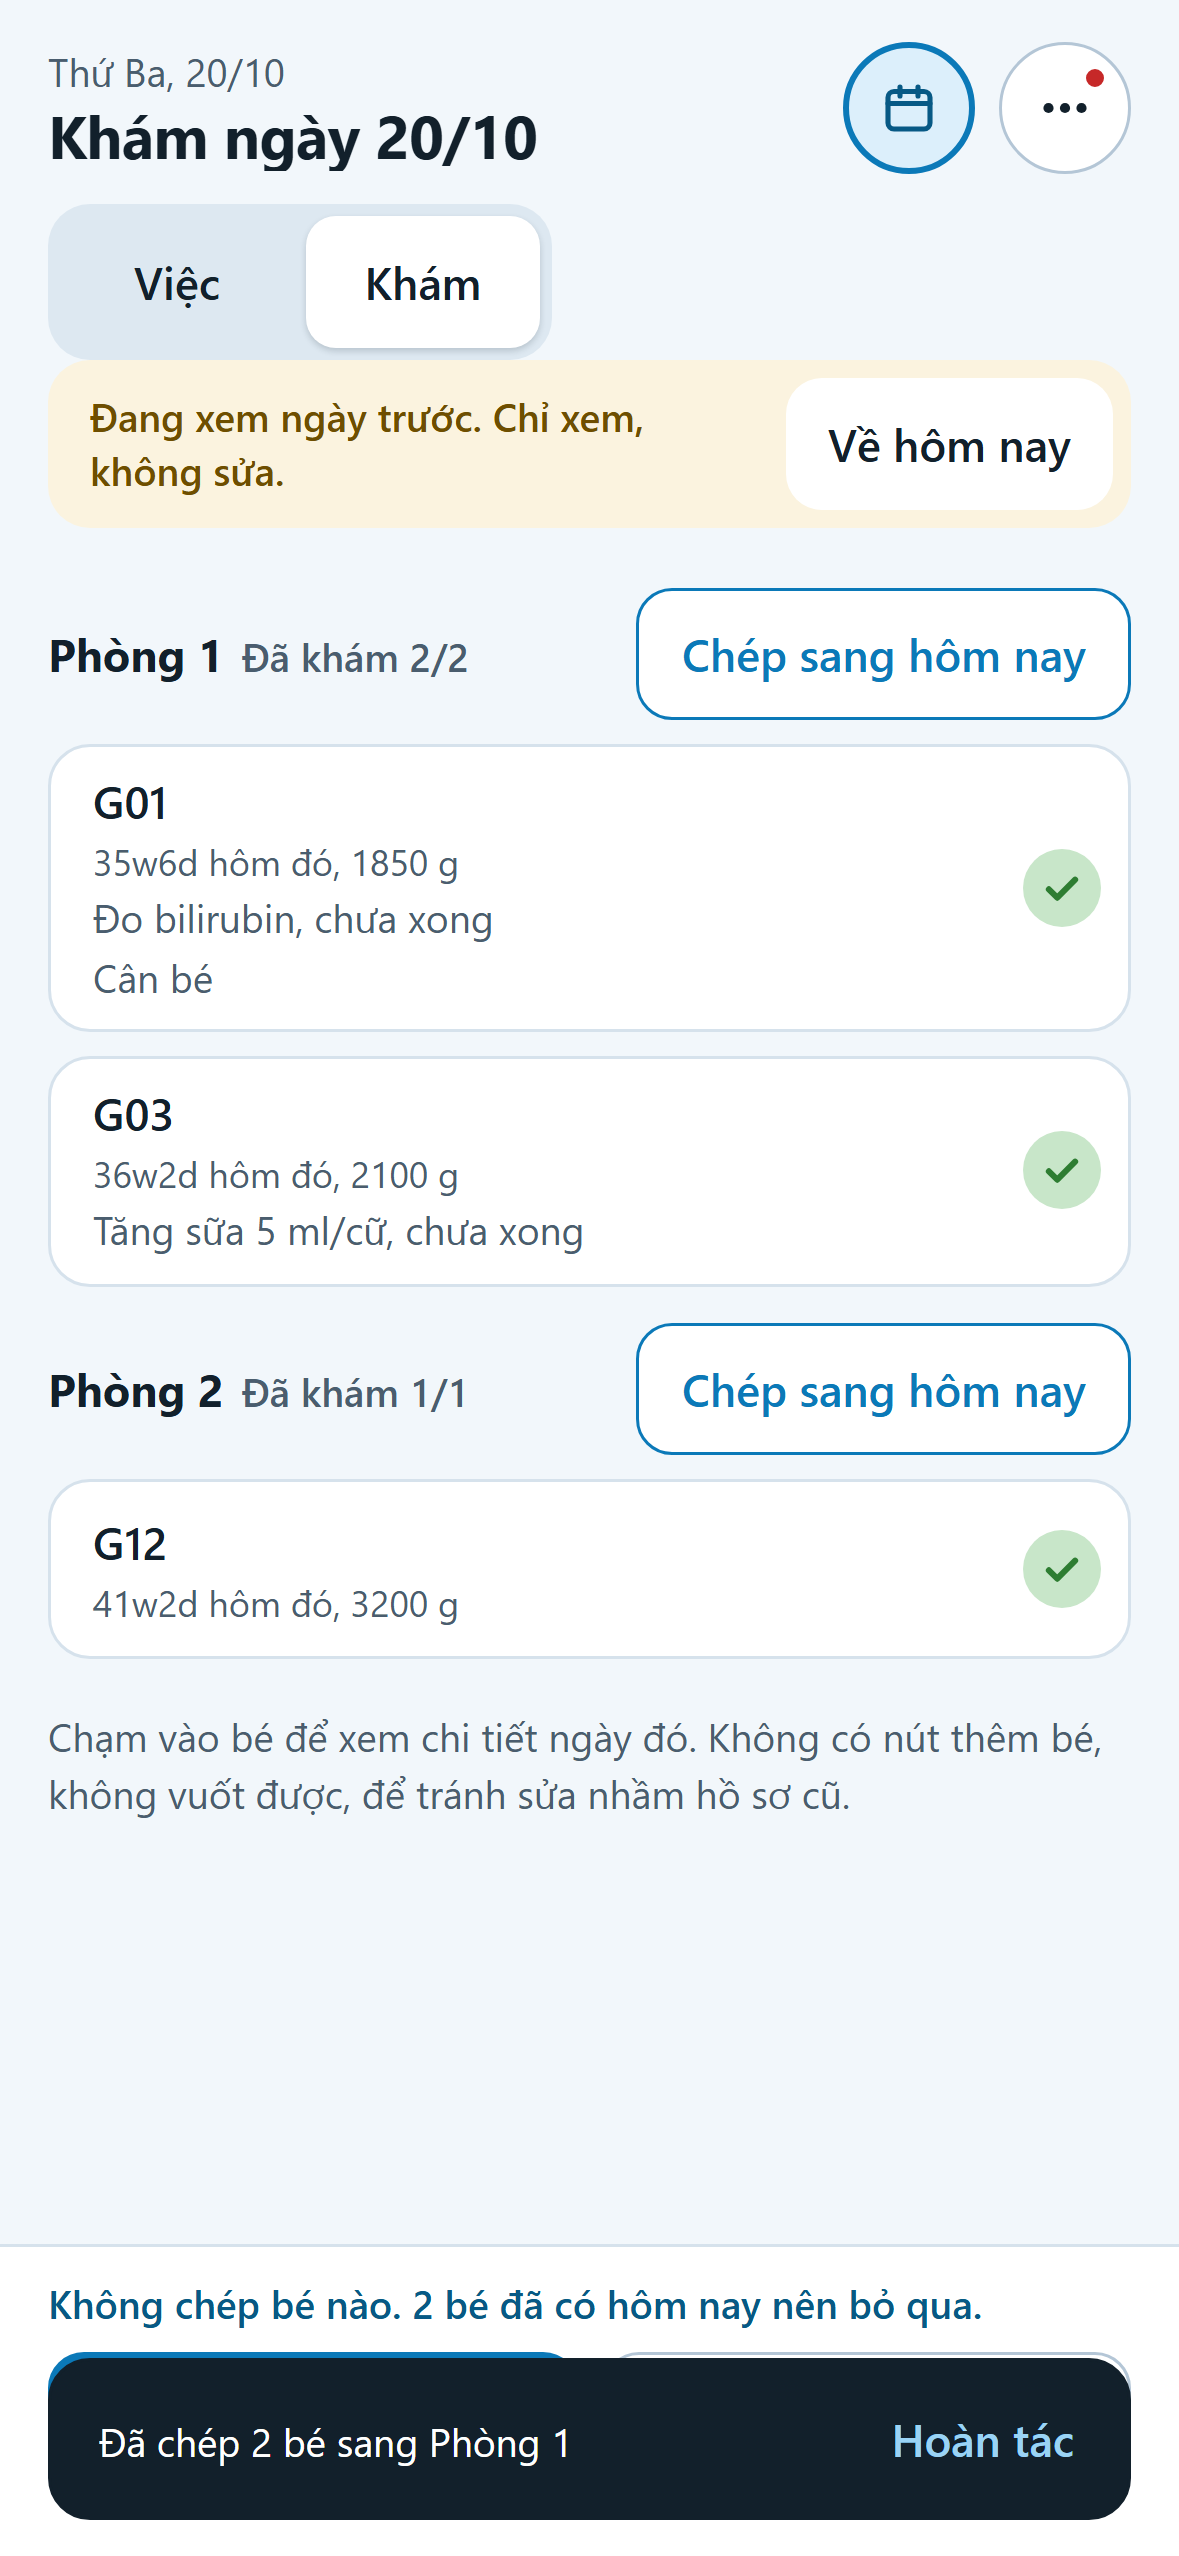 Thứ Ba, 20/10
Khám ngày 20/10
Việc
Khám
Đang xem ngày trước. Chỉ xem,
không sửa.
Về hôm nay
Phòng 1 Đã khám 2/2
Chép sang hôm nay
G01
35w6d hôm đó, 1850 g
Đo bilirubin, chưa xong
Cân bé
G03
36w2d hôm đó, 2100 g
Tăng sữa 5 ml/cữ, chưa xong
Phòng 2 Đã khám 1/1
Chép sang hôm nay
G12
41w2d hôm đó, 3200 g
Chạm vào bé để xem chi tiết ngày đó. Không có nút thêm bé,
không vuốt được, để tránh sửa nhầm hồ sơ cũ.
Không chép bé nào. 2 bé đã có hôm nay nên bỏ qua.
Đã chép 2 bé sang Phòng 1
Hoàn tác